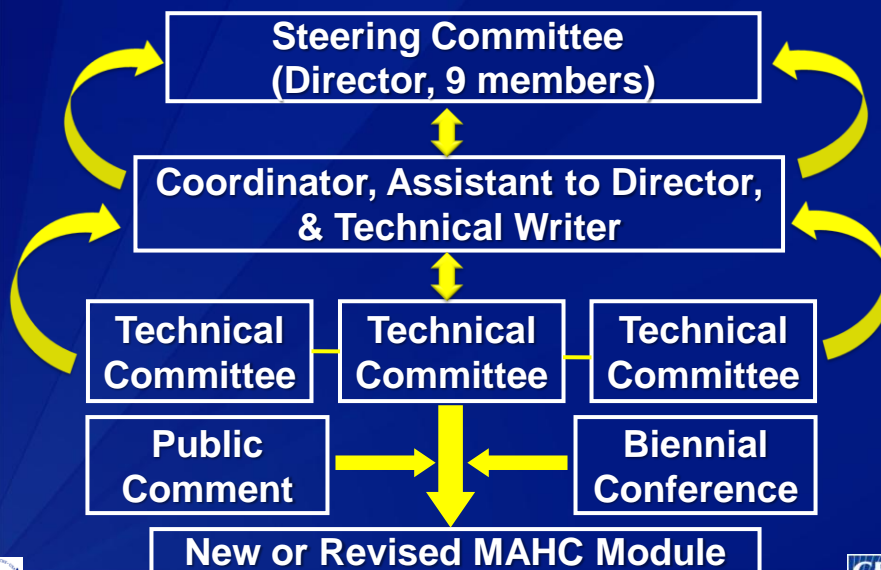 Steering Committee
(Director, 9 members)
Coordinator, Assistant to Director,
& Technical Writer
Technical
Committee
Technical
Committee
Technical
Committee
Public
Comment
Biennial
Conference
New or Revised MAHC Module